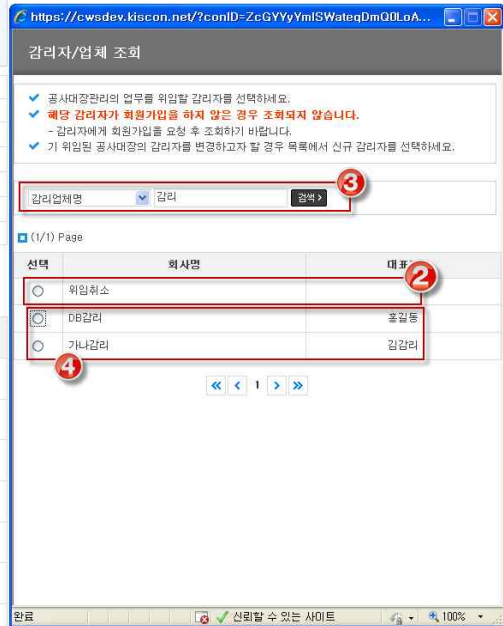 https://cwsdev.kiscon.net/?conID=ZcGYYyYmISWateqDmQ0LoA...
감리자/업체 조회
공사대장관리의 업무를 위임할 감리자를 선택하세요.
해당 감리자가 회원가입을 하지 않은 경우 조회되지 않습니다.
- 감리자에게 회원가입을 요청 후 조회하기 바랍니다.
기 위임된 공사대장의 감리자를 변경하고자 할 경우 목록에서 신규 감리자를 선택하세요.
3
감리업체명 감리 검색 >
(1/1) Page
선택 회사명 대표
2
위임취소
DB감리 홍길동
가나감리 김감리
4
« < 1 > »
완료 신뢰할 수 있는 사이트 100%